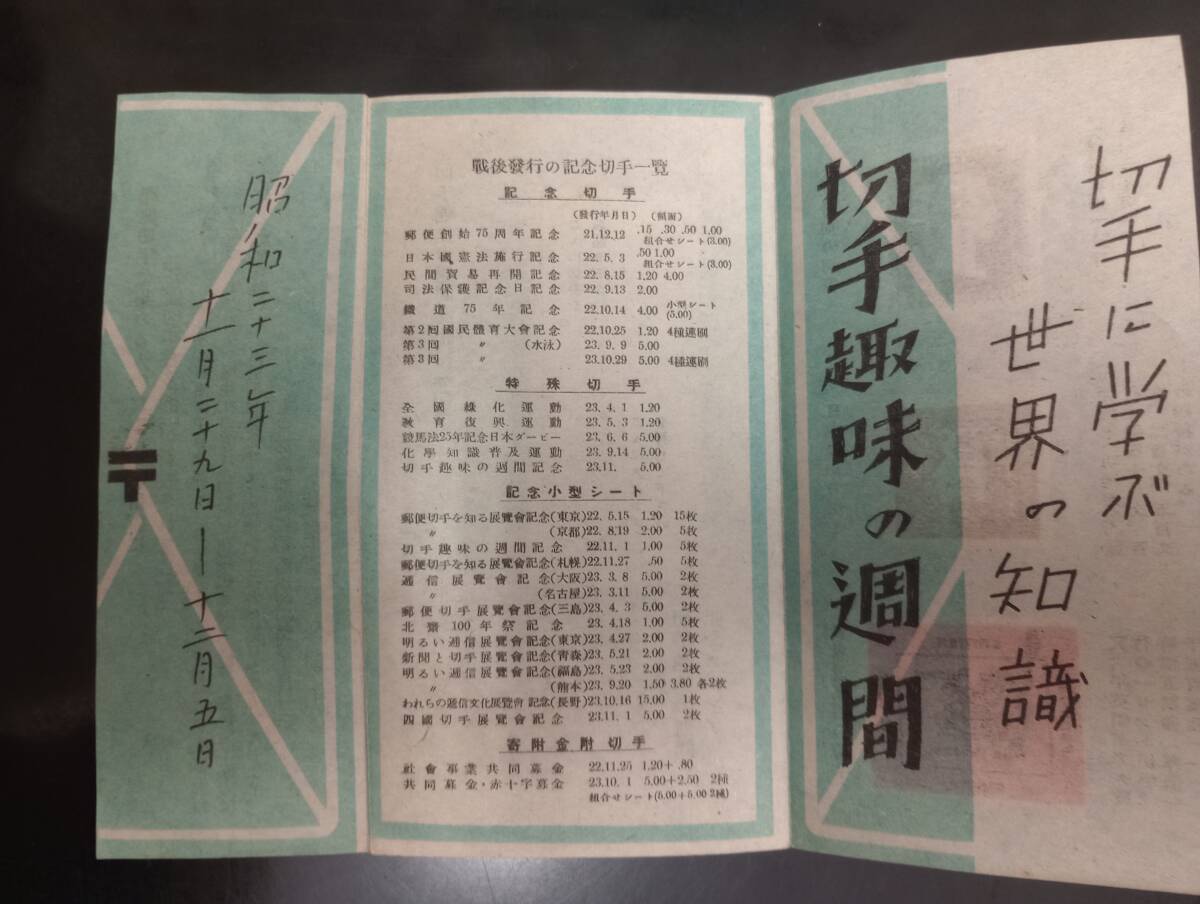 切手に学ぶ
世界の知識
切手趣味の週間
戰後發行の記念切手一覽
記念切手
(發行年月日) (額面)
郵便創始75周年記念 21.12.12 .15 .30 .50 1.00
組合せシート(3.00)
日本國憲法施行記念 22.5.3 .50 1.00
組合せシート(3.00)
民間貿易再開記念 22.8.15 1.20 4.00
司法保護記念日記念 22.9.13 2.00
鐵道75年記念 22.10.14 4.00 小型シート
(5.00)
第2回國民體育大會記念 22.10.25 1.20 4種連刷
第3回 〃 (水泳) 23.9.9 5.00
第3回 〃 23.10.29 5.00 4種連刷
特殊切手
全國綠化運動 23.4.1 1.20
敎育復興運動 23.5.3 1.20
競馬法25年記念日本ダービー 23.6.6 5.00
化學知識普及運動 23.9.14 5.00
切手趣味の週間記念 23.11. 5.00
記念小型シート
郵便切手を知る展覽會記念(東京)22.5.15 1.20 15枚
〃 (京都)22.8.19 2.00 5枚
切手趣味の週間記念 22.11.1 1.00 5枚
郵便切手を知る展覽會記念(札幌)22.11.27 .50 5枚
遞信展覽會記念(大阪)23.3.8 5.00 2枚
〃 (名古屋)23.3.11 5.00 2枚
郵便切手展覽會記念(三島)23.4.3 5.00 2枚
北齋100年祭記念 23.4.18 1.00 5枚
明るい遞信展覽會記念(東京)23.4.27 2.00 2枚
新聞と切手展覽會記念(靑森)23.5.21 2.00 2枚
明るい遞信展覽會記念(福島)23.5.23 2.00 2枚
〃 (熊本)23.9.20 1.50 3.80 各2枚
われらの遞信文化展覽會記念(長野)23.10.16 15.00 1枚
四國切手展覽會記念 23.11.1 5.00 2枚
寄附金附切手
社會事業共同募金 22.11.25 1.20+.80
共同募金・赤十字募金 23.10.1 5.00+2.50 2種
組合せシート(5.00+5.00 2種)
昭和二十三年
十一月二十九日—十二月五日
〒